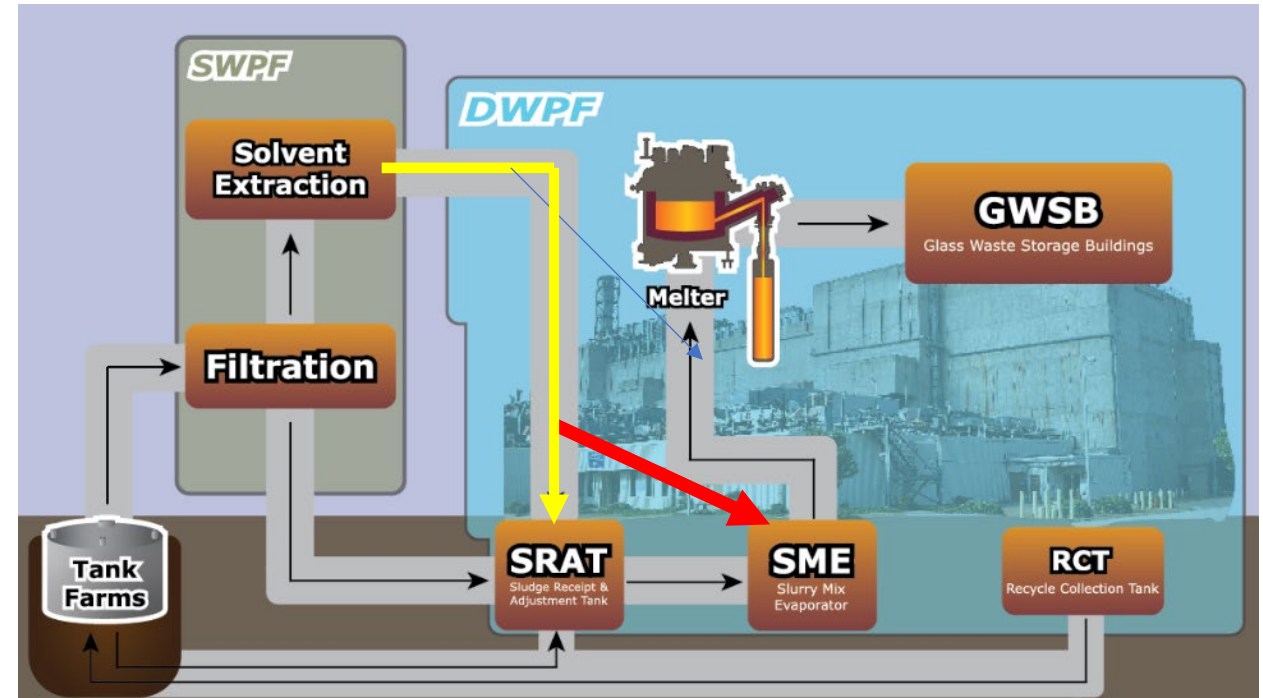 SWPF
Solvent
Extraction
Filtration
Tank
Farms
DWPF
Melter
GWSB
Glass Waste Storage Buildings
SRAT
Sludge Receipt &
Adjustment Tank
SME
Slurry Mix
Evaporator
RCT
Recycle Collection Tank